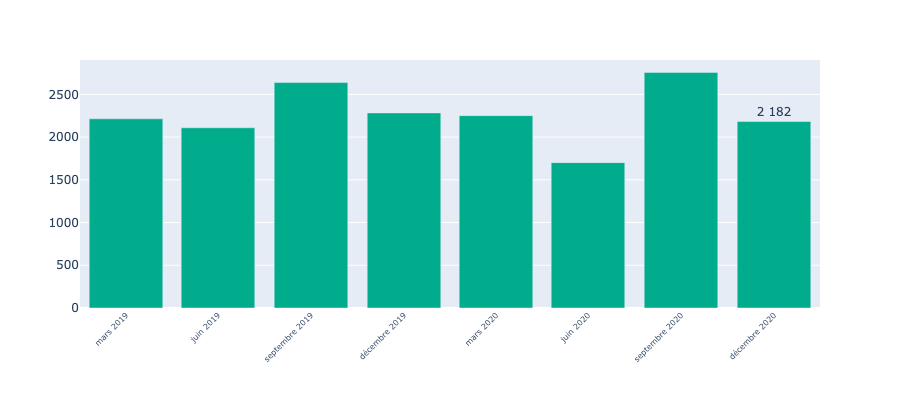 2500
2000
1500
1000
500
0
2 182
mars 2019
juin 2019
septembre 2019
décembre 2019
mars 2020
juin 2020
septembre 2020
décembre 2020